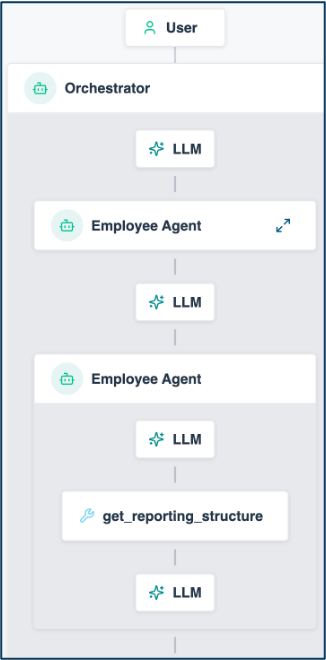 User
Orchestrator
LLM
Employee Agent
LLM
Employee Agent
LLM
get_reporting_structure
LLM